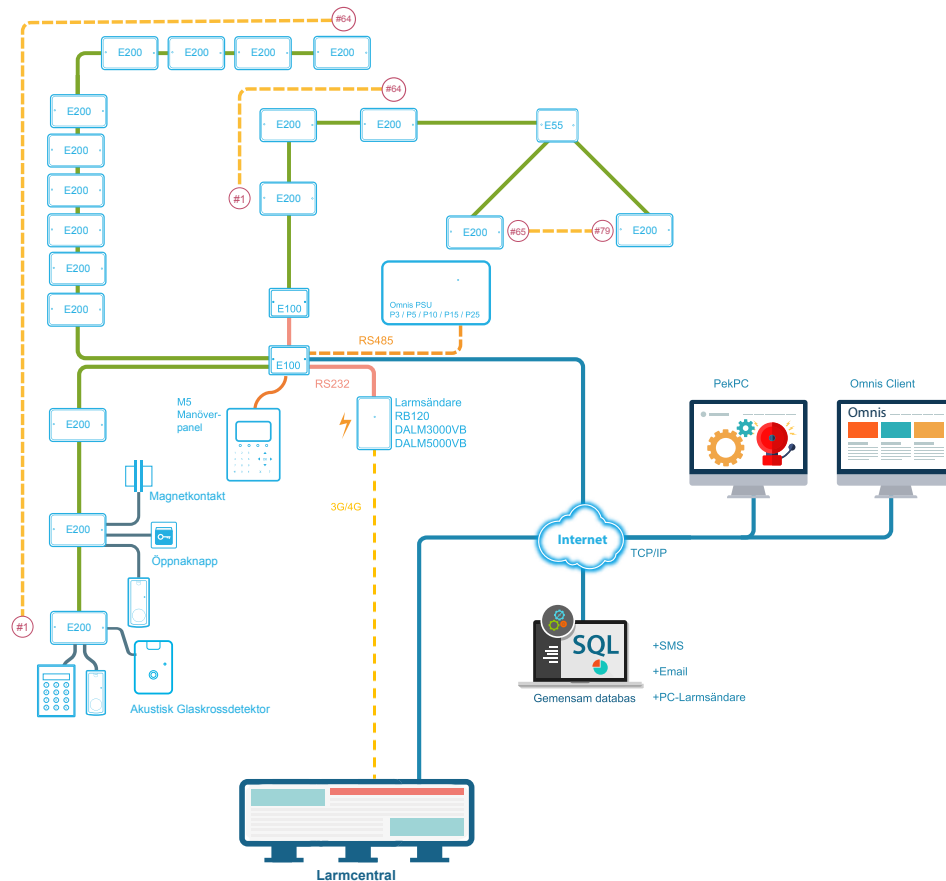 #64
E200
E200
E200
E200
#64
E200
E200
E200
E55
E200
E200
#1
E200
E200
E200
#65
#79
E200
E200
E200
E100
Omnis PSU
P3 / P5 / P10 / P15 / P25
RS485
E100
RS232
M5
Manöver-
panel
Larmsändare
RB120
DALM3000VB
DALM5000VB
PekPC
Omnis Client
Omnis
E200
Magnetkontakt
3G/4G
E200
Öppnaknapp
Internet
TCP/IP
#1
E200
SQL
+SMS
+Email
Gemensam databas
+PC-Larmsändare
Akustisk Glaskrossdetektor
Larmcentral